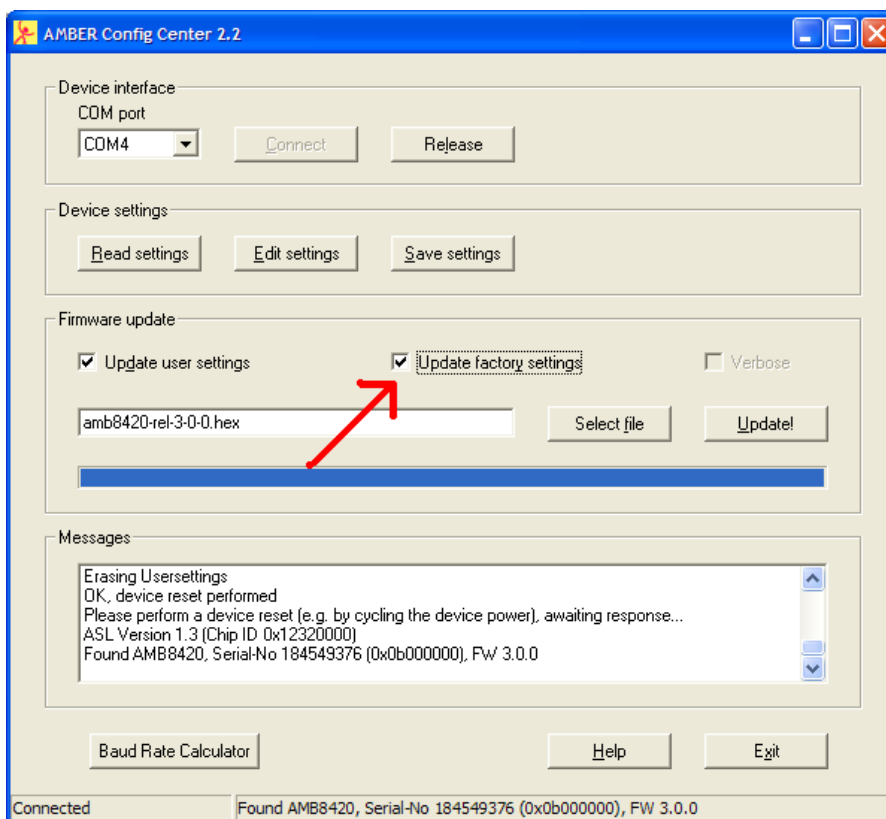 AMBER Config Center 2.2
Device interface
COM port
COM4
Connect
Release
Device settings
Read settings
Edit settings
Save settings
Firmware update
Update user settings
Update factory settings
Verbose
amb8420-rel-3-0-0.hex
Select file
Update!
Messages
Erasing Usersettings
OK, device reset performed
Please perform a device reset (e.g. by cycling the device power), awaiting response...
ASL Version 1.3 (Chip ID 0x12320000)
Found AMB8420, Serial-No 184549376 (0x0b000000), FW 3.0.0
Baud Rate Calculator
Help
Exit
Connected
Found AMB8420, Serial-No 184549376 (0x0b000000), FW 3.0.0